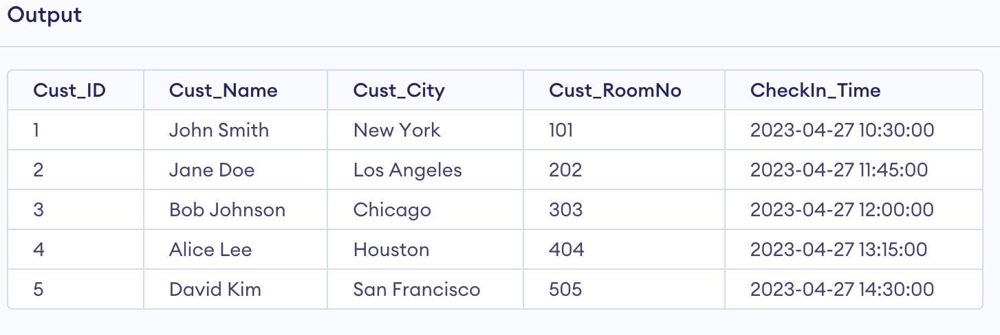 Output
Cust_ID Cust_Name Cust_City Cust_RoomNo CheckIn_Time
1 John Smith New York 101 2023-04-27 10:30:00
2 Jane Doe Los Angeles 202 2023-04-27 11:45:00
3 Bob Johnson Chicago 303 2023-04-27 12:00:00
4 Alice Lee Houston 404 2023-04-27 13:15:00
5 David Kim San Francisco 505 2023-04-27 14:30:00